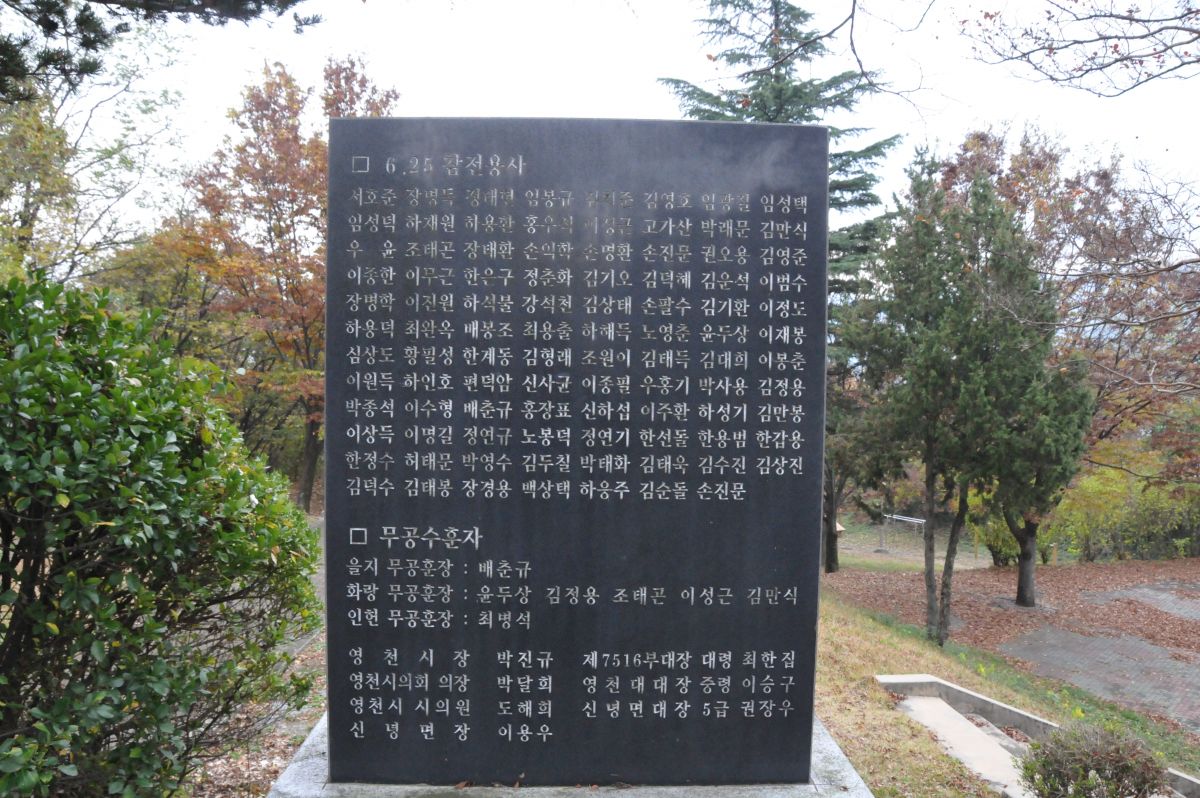 □ 6.25 참전용사
서호준 장명득 정태현 임봉규 김영호 임광길 임성택
임성덕 하재원 허용환 홍우식 이성근 고가산 박래문 김만식
우 윤 조태곤 장태환 손익학 손명환 손진문 권오용 김영준
이종한 이무근 한은구 정춘화 김기오 김덕혜 김운석 이범수
장병학 이진원 하석불 강석천 김상태 손팔수 김기환 이정도
하용덕 최완옥 배봉조 최용출 하해득 노영춘 윤두상 이재봉
심상도 황필성 한계동 김형래 조원이 김태득 김대희 이봉춘
이원득 하인호 편덕암 신사균 이종필 우홍기 박사용 김정용
박종석 이수형 배춘규 홍장표 신하섭 이주환 하성기 김만봉
이상득 이명길 정연규 노봉덕 정연기 한선돌 한용범 한갑용
한정수 허태문 박영수 김두칠 박태화 김태욱 김수진 김상진
김덕수 김태봉 장경용 백상택 하응주 김순돌 손진문
□ 무공수훈자
을지 무공훈장 : 배춘규
화랑 무공훈장 : 윤두상 김정용 조태곤 이성근 김만식
인헌 무공훈장 : 최병석
영 천 시 장 박진규 제7516부대장 대령 최한집
영천시의회 의장 박달회 영 천 대 대 장 중령 이승구
영천시 시의원 도해희 신 녕 면 대 장 5급 권장우
신 녕 면 장 이용우